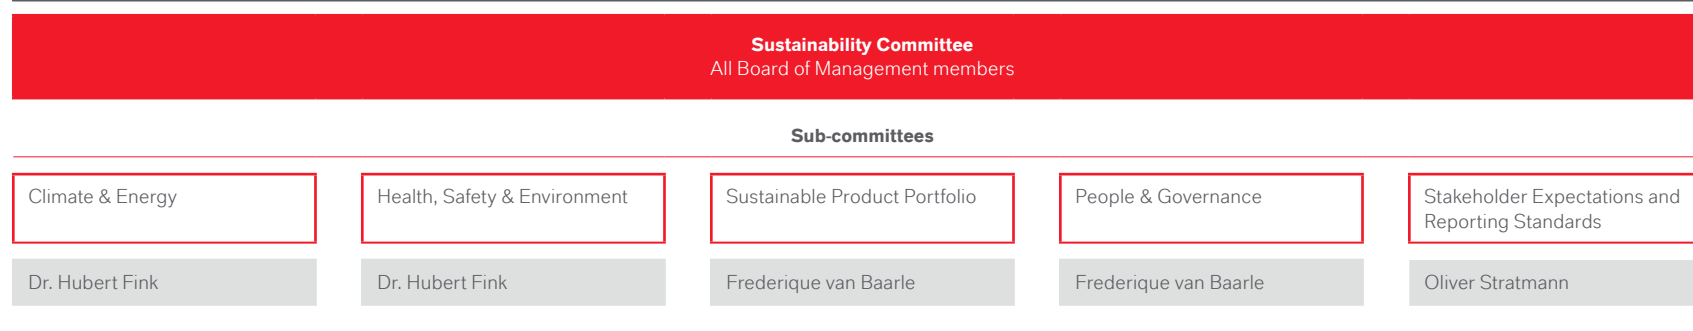 Sustainability Committee
All Board of Management members
Sub-committees
Climate & Energy
Health, Safety & Environment
Sustainable Product Portfolio
People & Governance
Stakeholder Expectations and
Reporting Standards
Dr. Hubert Fink
Dr. Hubert Fink
Frederique van Baarle
Frederique van Baarle
Oliver Stratmann